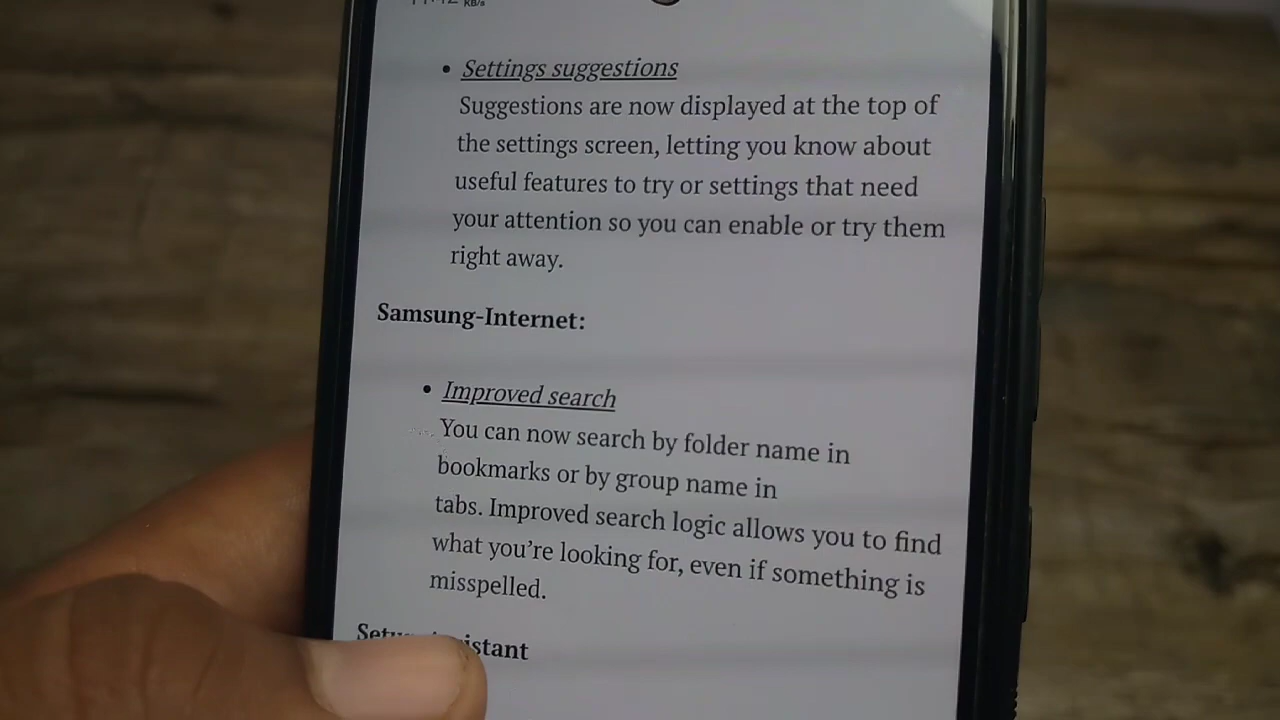 KB/s
• Settings suggestions
Suggestions are now displayed at the top of
the settings screen, letting you know about
useful features to try or settings that need
your attention so you can enable or try them
right away.
Samsung-Internet:
• Improved search
You can now search by folder name in
bookmarks or by group name in
tabs. Improved search logic allows you to find
what you're looking for, even if something is
misspelled.